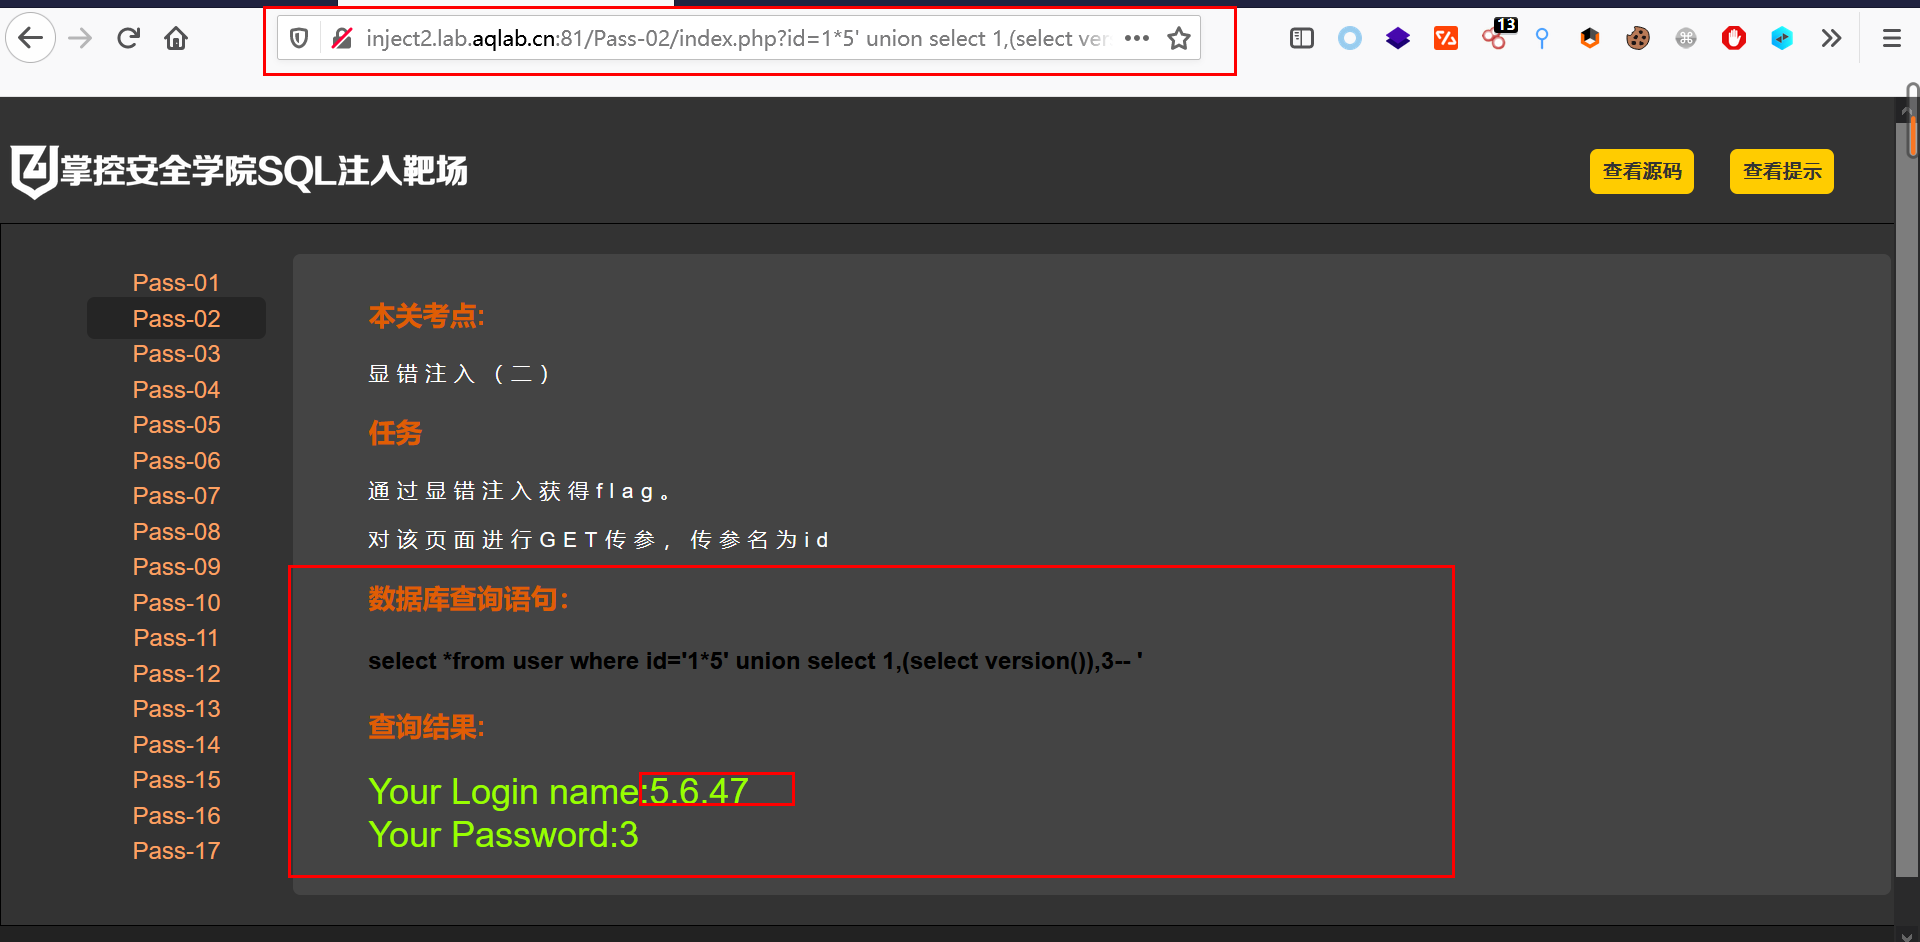 inject2.lab.aqlab.cn:81/Pass-02/index.php?id=1*5' union select 1,(select ver
13
掌控安全学院SQL注入靶场
查看源码
查看提示
Pass-01
Pass-02
Pass-03
Pass-04
Pass-05
Pass-06
Pass-07
Pass-08
Pass-09
Pass-10
Pass-11
Pass-12
Pass-13
Pass-14
Pass-15
Pass-16
Pass-17
本关考点:
显错注入（二）
任务
通过显错注入获得flag。
对该页面进行GET传参，传参名为id
数据库查询语句：
select *from user where id='1*5' union select 1,(select version()),3-- '
查询结果:
Your Login name:5.6.47
Your Password:3